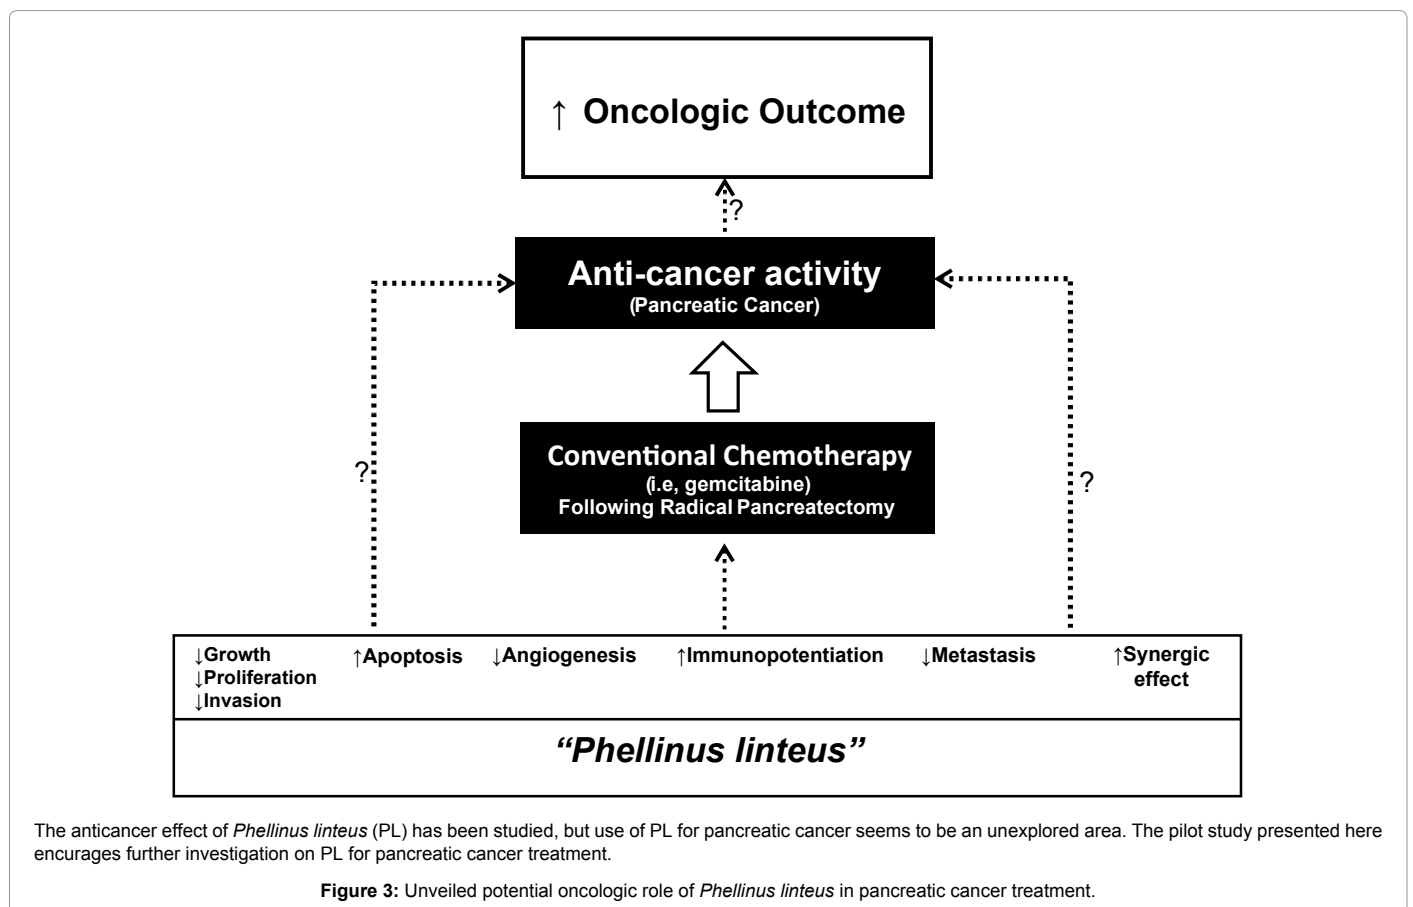 ↑ Oncologic Outcome
?
Anti-cancer activity
(Pancreatic Cancer)
?
?
Conventional Chemotherapy
(i.e, gemcitabine)
Following Radical Pancreatectomy
↓Growth
↓Proliferation
↓Invasion
↑Apoptosis
↓Angiogenesis
↑Immunopotentiation
↓Metastasis
↑Synergic
effect
“Phellinus linteus”
The anticancer effect of Phellinus linteus (PL) has been studied, but use of PL for pancreatic cancer seems to be an unexplored area. The pilot study presented here
encurages further investigation on PL for pancreatic cancer treatment.
Figure 3: Unveiled potential oncologic role of Phellinus linteus in pancreatic cancer treatment.